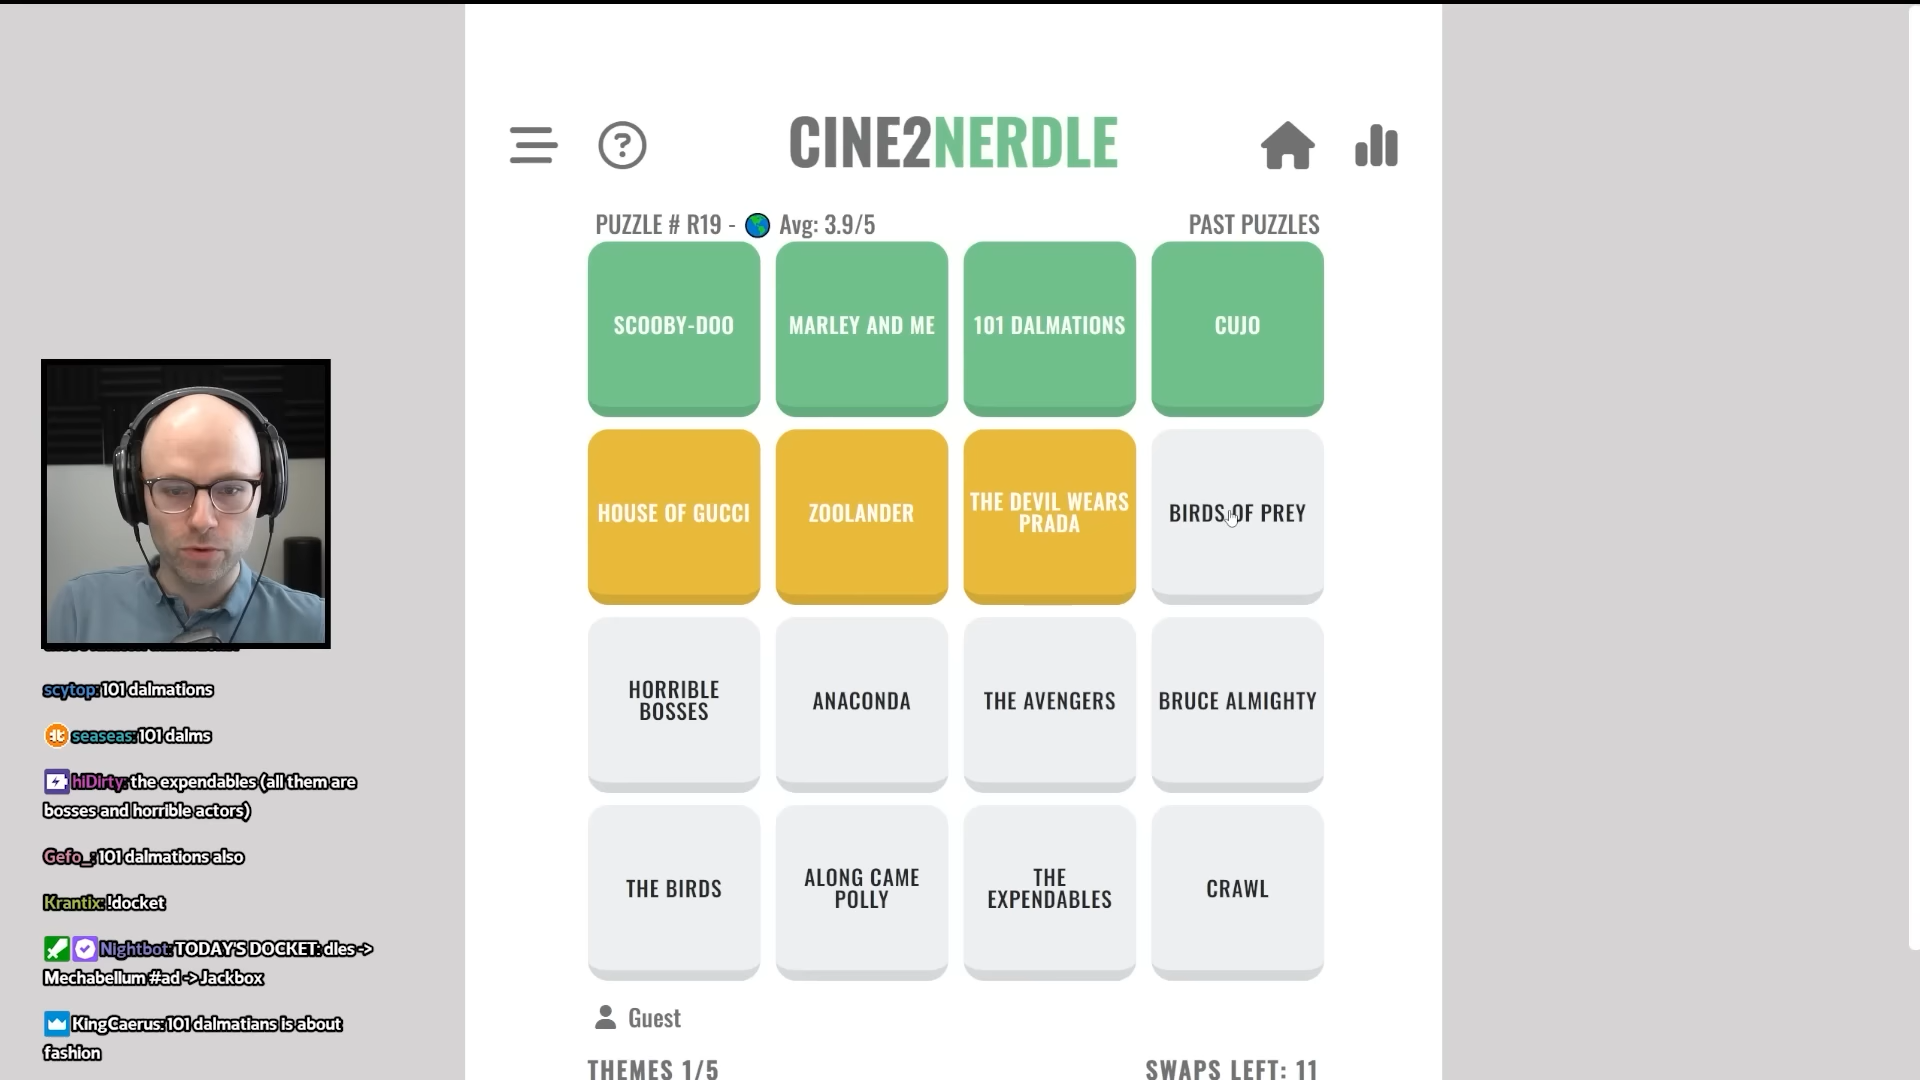 CINE2NERDLE
PUZZLE # R19 - Avg: 3.9/5
PAST PUZZLES
SCOOBY-DOO
MARLEY AND ME
101 DALMATIONS
CUJO
HOUSE OF GUCCI
ZOOLANDER
THE DEVIL WEARS
PRADA
BIRDS OF PREY
HORRIBLE
BOSSES
ANACONDA
THE AVENGERS
BRUCE ALMIGHTY
THE BIRDS
ALONG CAME
POLLY
THE
EXPENDABLES
CRAWL
Guest
THEMES 1/5
SWAPS LEFT: 11
scytop: 101 dalmations
seaseas: 101 dalms
hiDirty: the expendables (all them are
bosses and horrible actors)
Gefo_: 101 dalmations also
Krantix: !docket
Nightbot: TODAY'S DOCKET: dles ->
Mechabellum #ad -> Jackbox
KingCaerus: 101 dalmatians is about
fashion